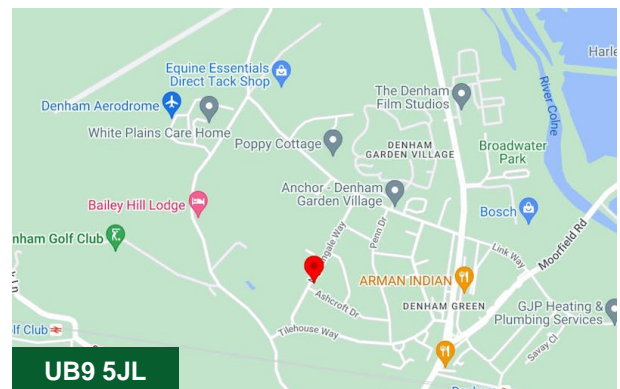 Harle
Equine Essentials
Direct Tack Shop
The Denham
Film Studios
River Colne
Denham Aerodrome
White Plains Care Home
Poppy Cottage
DENHAM
GARDEN VILLAGE
Broadwater
Park
Anchor - Denham
Garden Village
Bailey Hill Lodge
Bosch
nham Golf Club
ngale Way
Penn Dr
Link Way
Moorfield Rd
ARMAN INDIAN
Ashcroft Dr
DENHAM GREEN
GJP Heating &
Plumbing Services
Tilehouse Way
Savay Cl
olf Club
UB9 5JL